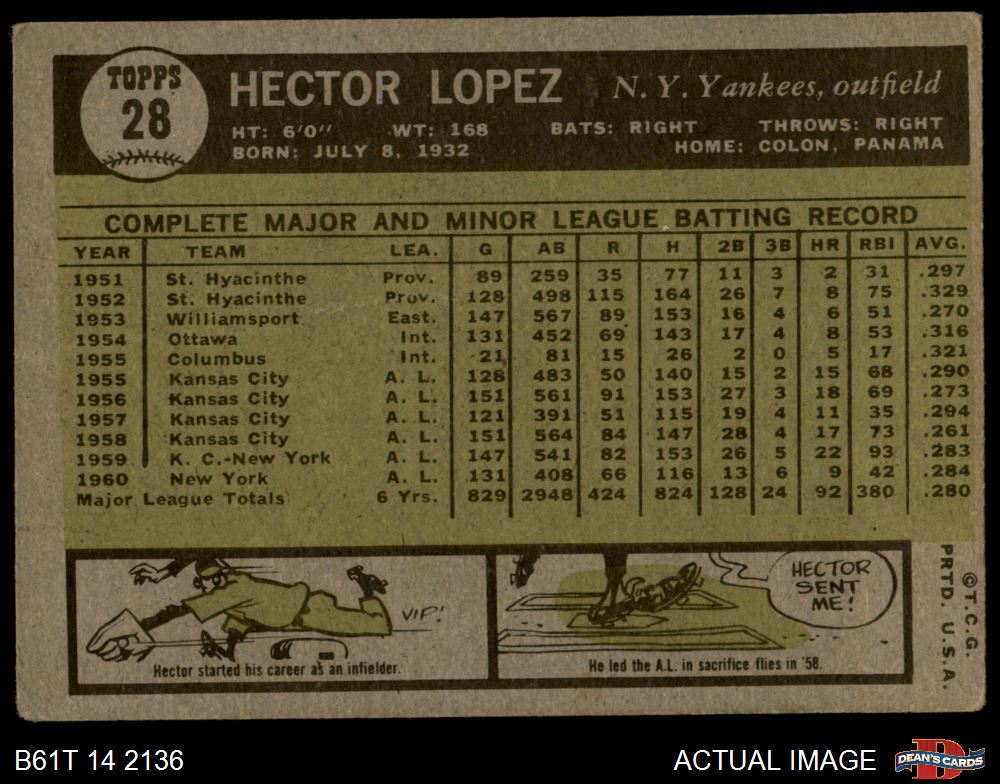 TOPPS
28
HECTOR LOPEZ N.Y. Yankees, outfield
HT: 6'0" WT: 168 BATS: RIGHT THROWS: RIGHT
BORN: JULY 8, 1932 HOME: COLON, PANAMA
COMPLETE MAJOR AND MINOR LEAGUE BATTING RECORD
YEAR TEAM LEA. G AB R H 2B 3B HR RBI AVG.
1951 St. Hyacinthe Prov. 89 259 35 77 11 3 2 31 .297
1952 St. Hyacinthe Prov. 128 498 115 164 26 7 8 75 .329
1953 Williamsport East. 147 567 89 153 16 4 6 51 .270
1954 Ottawa Int. 131 452 69 143 17 4 8 53 .316
1955 Columbus Int. 21 81 15 26 2 0 5 17 .321
1955 Kansas City A. L. 128 483 50 140 15 2 15 68 .290
1956 Kansas City A. L. 151 561 91 153 27 3 18 69 .273
1957 Kansas City A. L. 121 391 51 115 19 4 11 35 .294
1958 Kansas City A. L. 151 564 84 147 28 4 17 73 .261
1959 K. C.-New York A. L. 147 541 82 153 26 5 22 93 .283
1960 New York A. L. 131 408 66 116 13 6 9 42 .284
Major League Totals 6 Yrs. 829 2948 424 824 128 24 92 380 .280
VIP!
Hector started his career as an infielder.
HECTOR
SENT
ME!
He led the A.L. in sacrifice flies in '58.
©T.C.G.
PRTD. U.S.A.
B61T 14 2136
ACTUAL IMAGE
D
DEAN'S CARDS